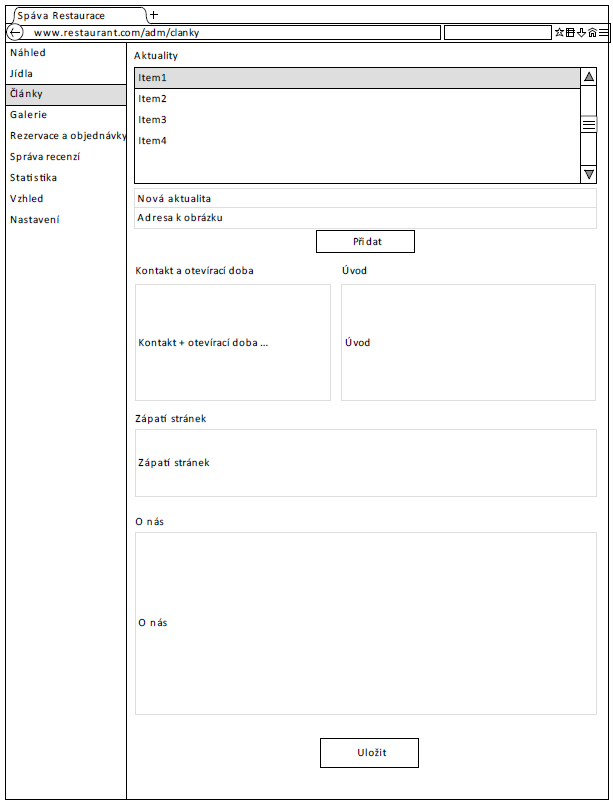 Spáva Restaurace
www.restaurant.com/adm/clanky
Náhled
Jídla
Články
Galerie
Rezervace a objednávky
Správa recenzí
Statistika
Vzhled
Nastavení
Aktuality
Item1
Item2
Item3
Item4
Nová aktualita
Adresa k obrázku
Přidat
Kontakt a otevírací doba
Úvod
Kontakt + otevírací doba ...
Úvod
Zápatí stránek
Zápatí stránek
O nás
O nás
Uložit